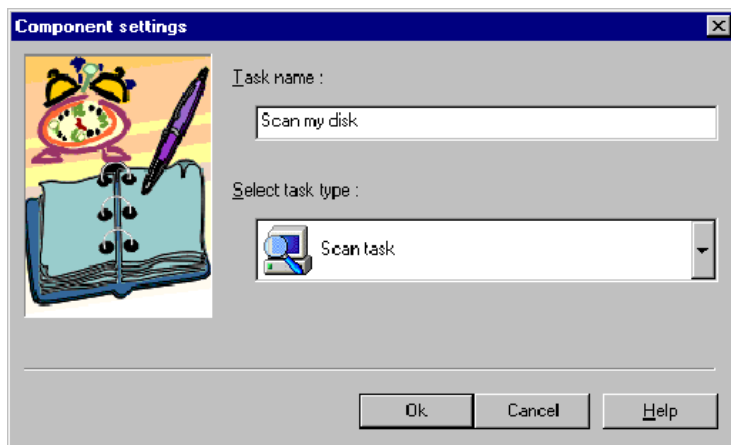 Component settings
Task name :
Scan my disk
Select task type :
Scan task
Ok
Cancel
Help